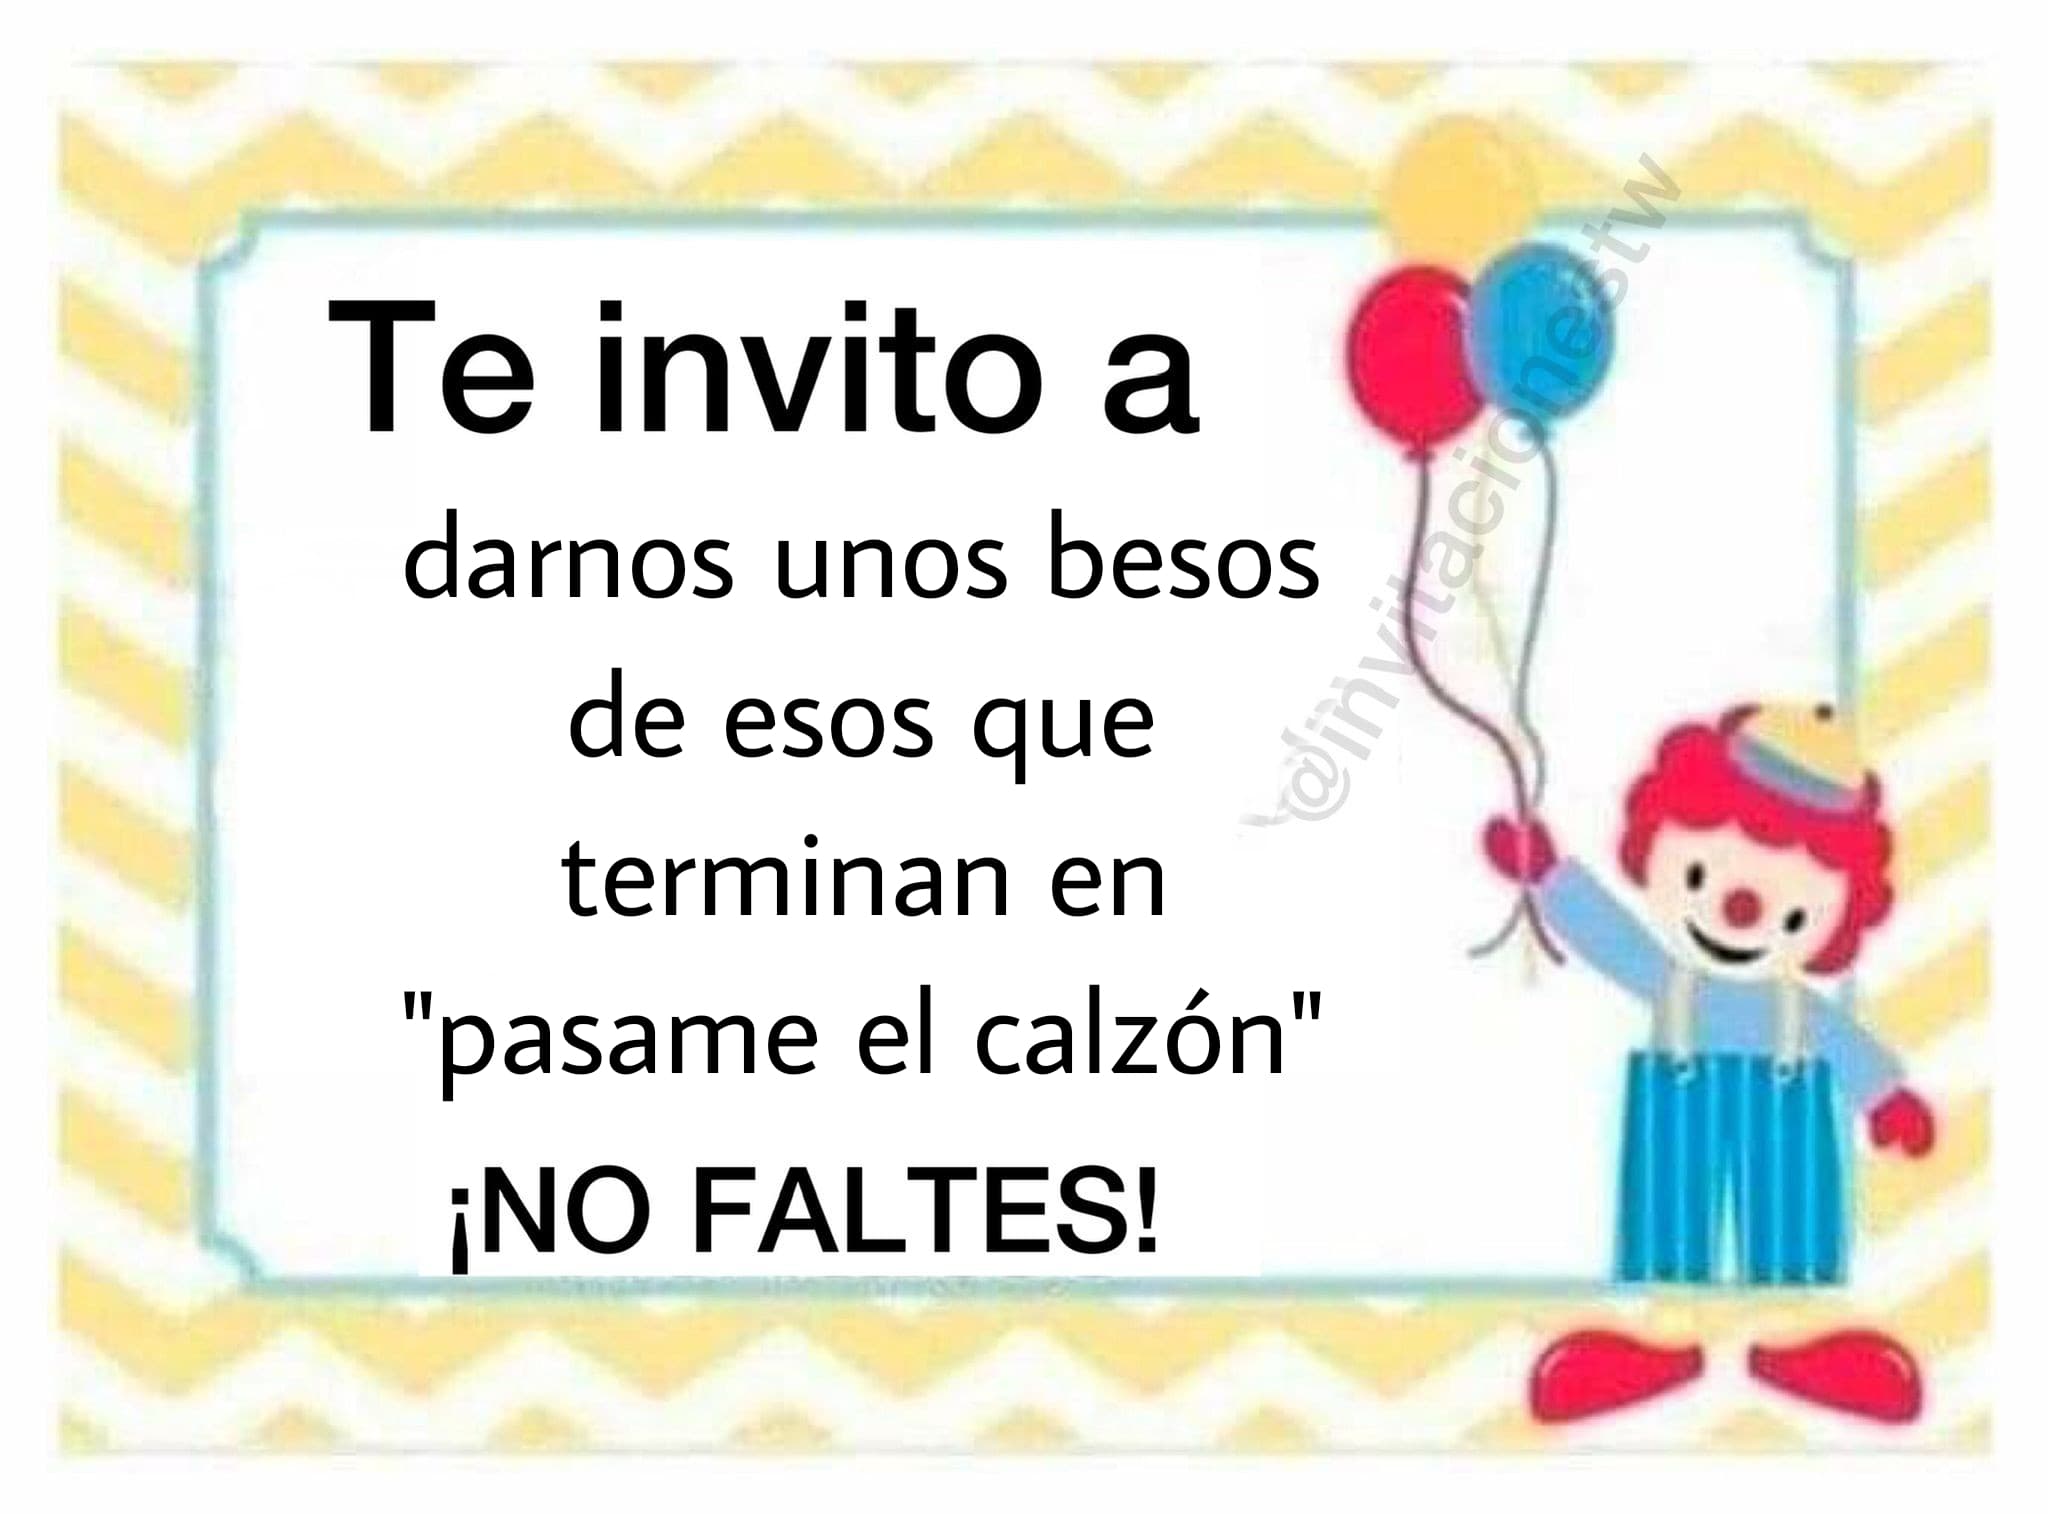 Te invito a
darnos unos besos
de esos que
terminan en
"pasame el calzón"
¡NO FALTES!
@invitacionestw